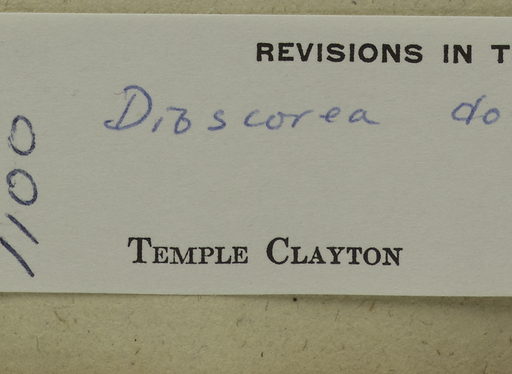 REVISIONS IN T
Dioscorea do
TEMPLE CLAYTON
1100